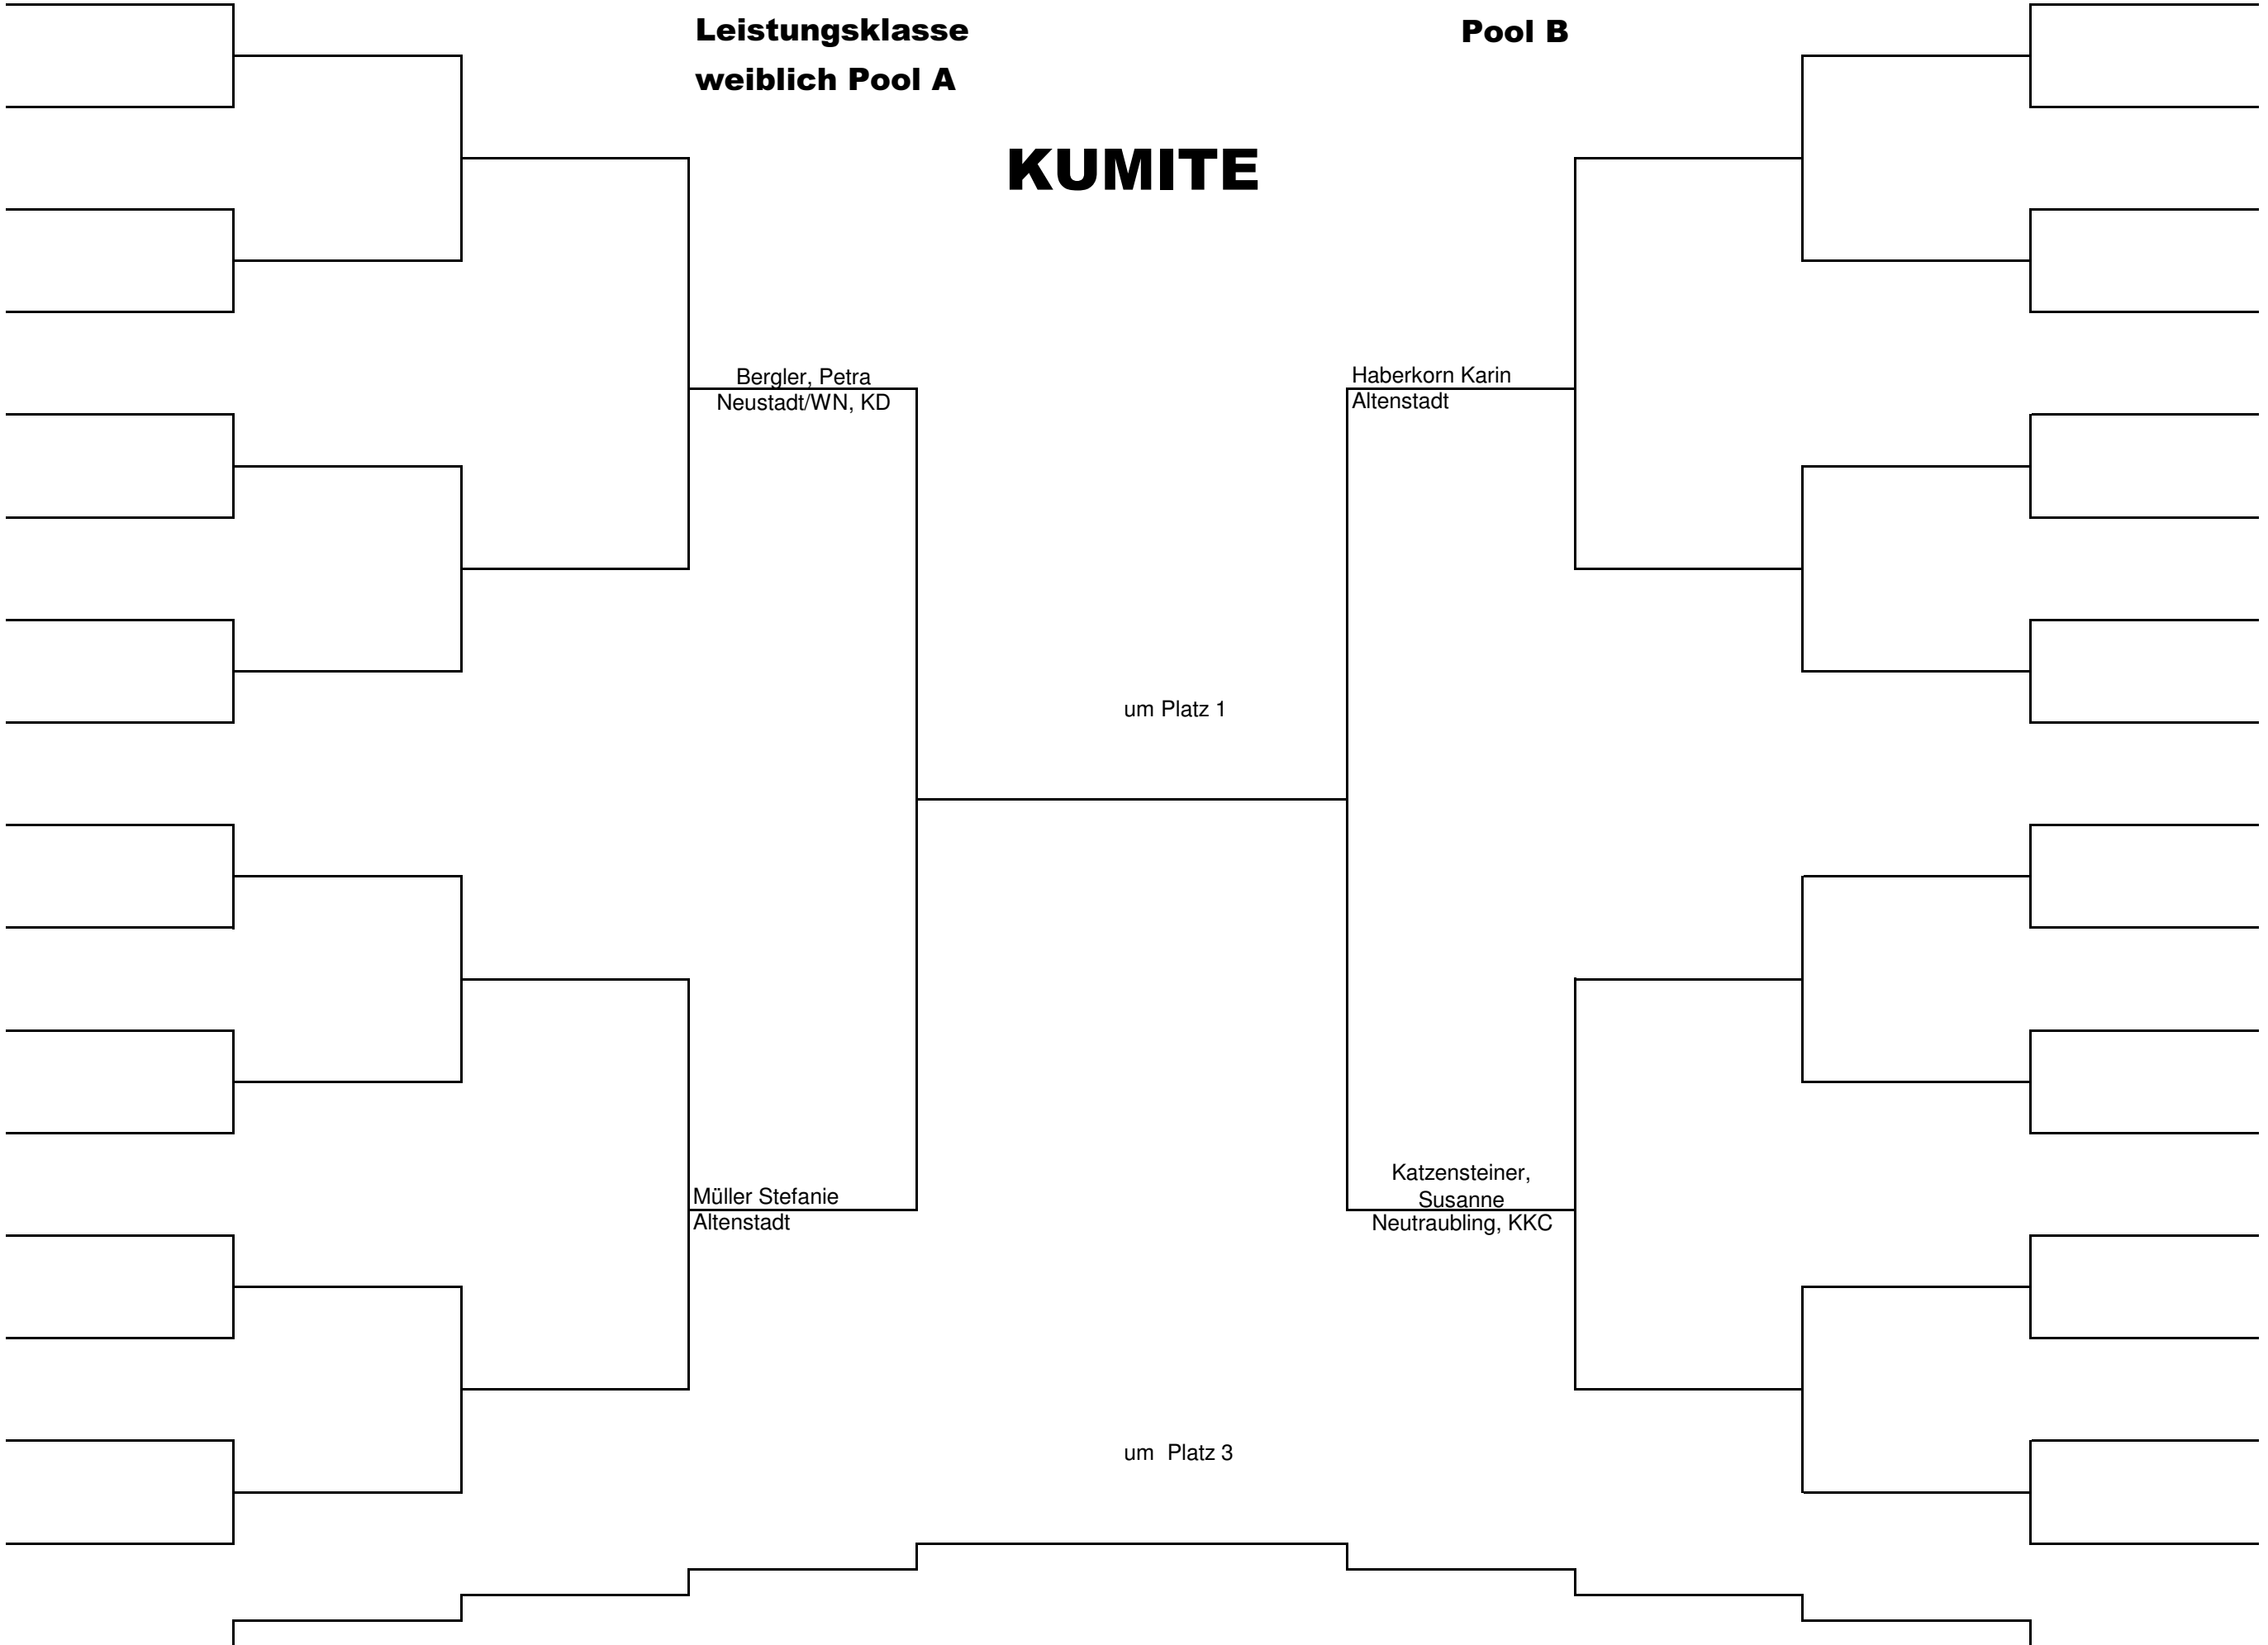 Leistungsklasse
weiblich Pool A
Pool B
KUMITE
Bergler, Petra
Neustadt/WN, KD
Haberkorn Karin
Altenstadt
um Platz 1
Müller Stefanie
Altenstadt
Katzensteiner,
Susanne
Neutraubling, KKC
um  Platz 3